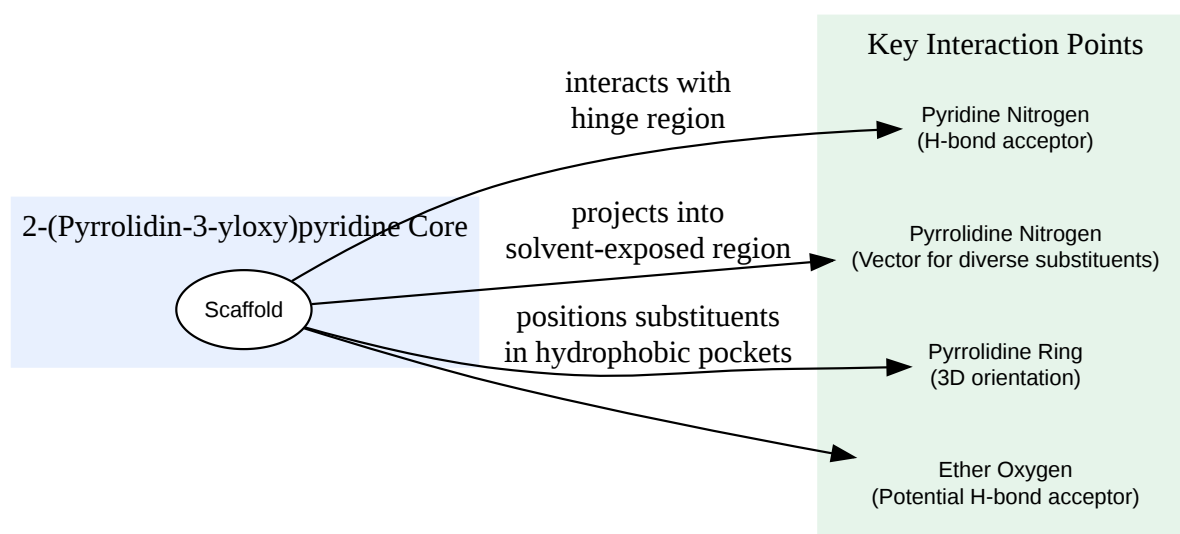 Key Interaction Points
interacts with
hinge region
Pyridine Nitrogen
(H-bond acceptor)
2-(Pyrrolidin-3-yloxy)pyridine Core
Scaffold
projects into
solvent-exposed region
Pyrrolidine Nitrogen
(Vector for diverse substituents)
positions substituents
in hydrophobic pockets
Pyrrolidine Ring
(3D orientation)
Ether Oxygen
(Potential H-bond acceptor)